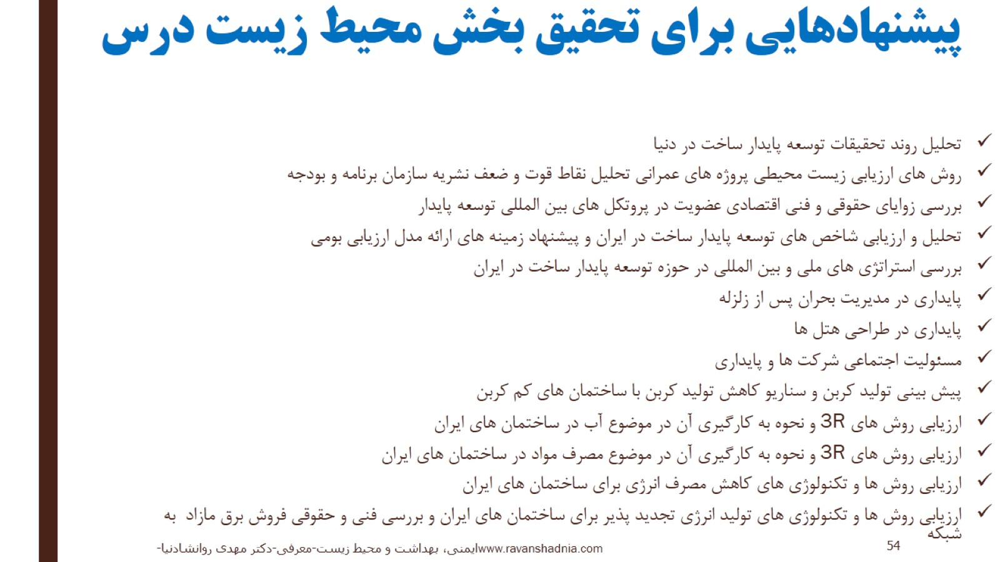 پیشنهادهایی برای تحقیق بخش محیط زیست درس
✓ تحلیل روند تحقیقات توسعه پایدار ساخت در دنیا
✓ روش های ارزیابی زیست محیطی پروژه های عمرانی تحلیل نقاط قوت و ضعف نشریه سازمان برنامه و بودجه
✓ بررسی زوایای حقوقی و فنی اقتصادی عضویت در پروتکل های بین المللی توسعه پایدار
✓ تحلیل و ارزیابی شاخص های توسعه پایدار ساخت در ایران و پیشنهاد زمینه های ارائه مدل ارزیابی بومی
✓ بررسی استراتژی های ملی و بین المللی در حوزه توسعه پایدار ساخت در ایران
✓ پایداری در مدیریت بحران پس از زلزله
✓ پایداری در طراحی هتل ها
✓ مسئولیت اجتماعی شرکت ها و پایداری
✓ پیش بینی تولید کربن و سناریو کاهش تولید کربن با ساختمان های کم کربن
✓ ارزیابی روش های 3R و نحوه به کارگیری آن در موضوع آب در ساختمان های ایران
✓ ارزیابی روش های 3R و نحوه به کارگیری آن در موضوع مصرف مواد در ساختمان های ایران
✓ ارزیابی روش ها و تکنولوژی های کاهش مصرف انرژی برای ساختمان های ایران
✓ ارزیابی روش ها و تکنولوژی های تولید انرژی تجدید پذیر برای ساختمان های ایران و بررسی فنی و حقوقی فروش برق مازاد به
شبکه
54
www.ravanshadnia.comایمنی، بهداشت و محیط زیست-معرفی-دکتر مهدی روانشادنیا-